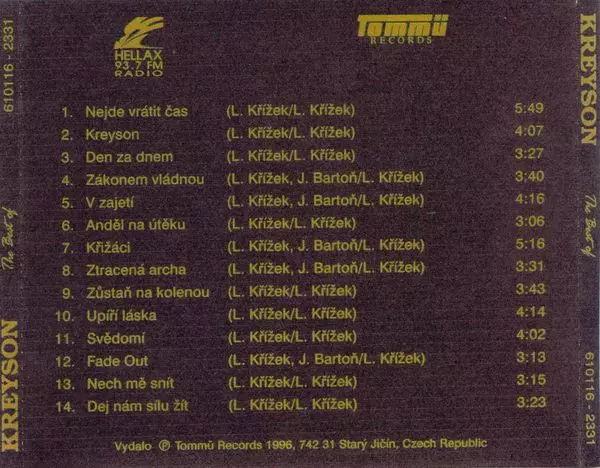 HELLAX
93.7 FM
RADIO
Tommü
RECORDS
1. Nejde vrátit čas (L. Křížek/L. Křížek) 5:49
2. Kreyson (L. Křížek/L. Křížek) 4:07
3. Den za dnem (L. Křížek/L. Křížek) 3:27
4. Zákonem vládnou (L. Křížek, J. Bartoň/L. Křížek) 3:40
5. V zajetí (L. Křížek, J. Bartoň/L. Křížek) 4:16
6. Anděl na útěku (L. Křížek/L. Křížek) 3:06
7. Křižáci (L. Křížek, J. Bartoň/L. Křížek) 5:16
8. Ztracená archa (L. Křížek, J. Bartoň/L. Křížek) 3:31
9. Zůstaň na kolenou (L. Křížek/L. Křížek) 3:43
10. Upíří láska (L. Křížek/L. Křížek) 4:14
11. Svědomí (L. Křížek/L. Křížek) 4:02
12. Fade Out (L. Křížek, J. Bartoň/L. Křížek) 3:13
13. Nech mě snít (L. Křížek/L. Křížek) 3:15
14. Dej nám sílu žít (L. Křížek/L. Křížek) 3:23
Vydalo ℗ Tommü Records 1996, 742 31 Starý Jičín, Czech Republic
KREYSON The Best of 610116 - 2331
KREYSON The Best of 610116 - 2331